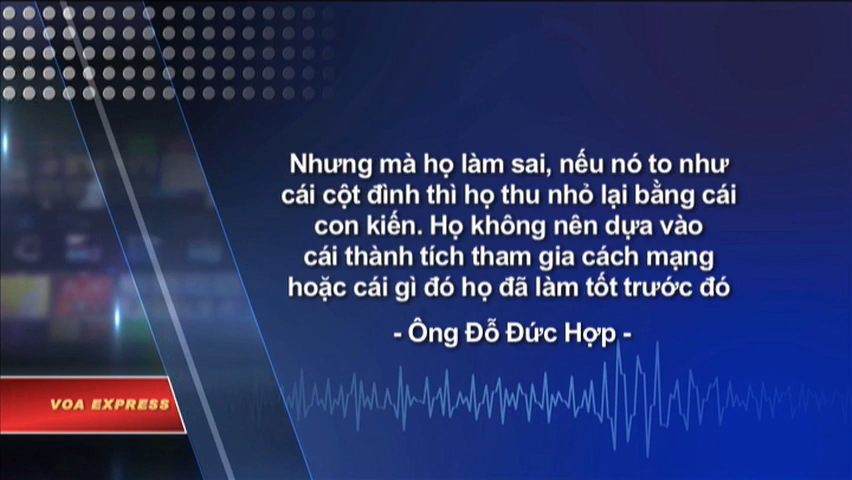 Nhưng mà họ làm sai, nếu nó to như
cái cột đình thì họ thu nhỏ lại bằng cái
con kiến. Họ không nên dựa vào
cái thành tích tham gia cách mạng
hoặc cái gì đó họ đã làm tốt trước đó
- Ông Đỗ Đức Hợp -
VOA EXPRESS